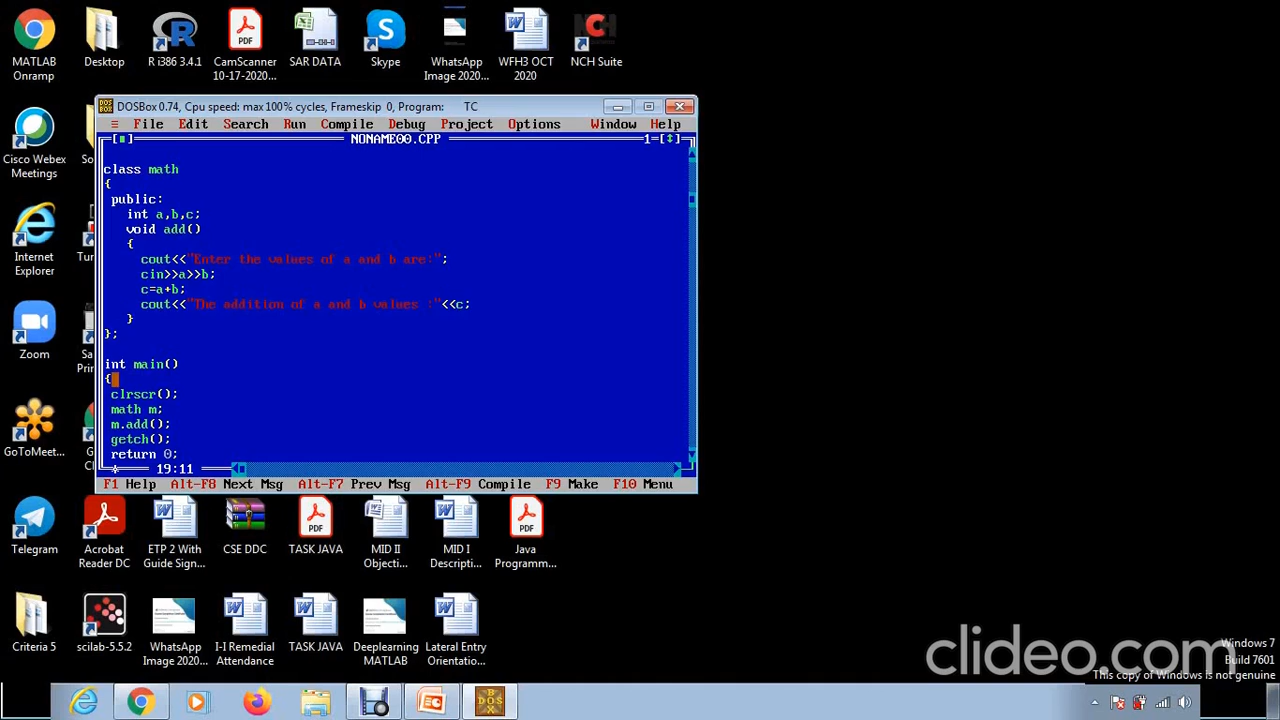 MATLAB Onramp
Desktop
R i386 3.4.1
CamScanner 10-17-2020...
SAR DATA
Skype
WhatsApp Image 2020...
WFH3 OCT 2020
NCH Suite
Cisco Webex Meetings
Internet Explorer
Zoom
GoToMeet...
DOSBox 0.74, Cpu speed: max 100% cycles, Frameskip 0, Program: TC
≡ File Edit Search Run Compile Debug Project Options Window Help
NONAME00.CPP 1=[↕]
class math
{
public:
int a,b,c;
void add()
{
cout<<"Enter the values of a and b are:";
cin>>a>>b;
c=a+b;
cout<<"The addition of a and b values :"<<c;
}
};
int main()
{
clrscr();
math m;
m.add();
getch();
return 0;
* 19:11
F1 Help Alt-F8 Next Msg Alt-F7 Prev Msg Alt-F9 Compile F9 Make F10 Menu
Telegram
Acrobat Reader DC
ETP 2 With Guide Sign...
CSE DDC
TASK JAVA
MID II Objecti...
MID I Descripti...
Java Programm...
Criteria 5
scilab-5.5.2
WhatsApp Image 2020...
I-I Remedial Attendance
TASK JAVA
Deeplearning MATLAB
Lateral Entry Orientatio...
clideo.com
Windows 7
Build 7601
This copy of Windows is not genuine